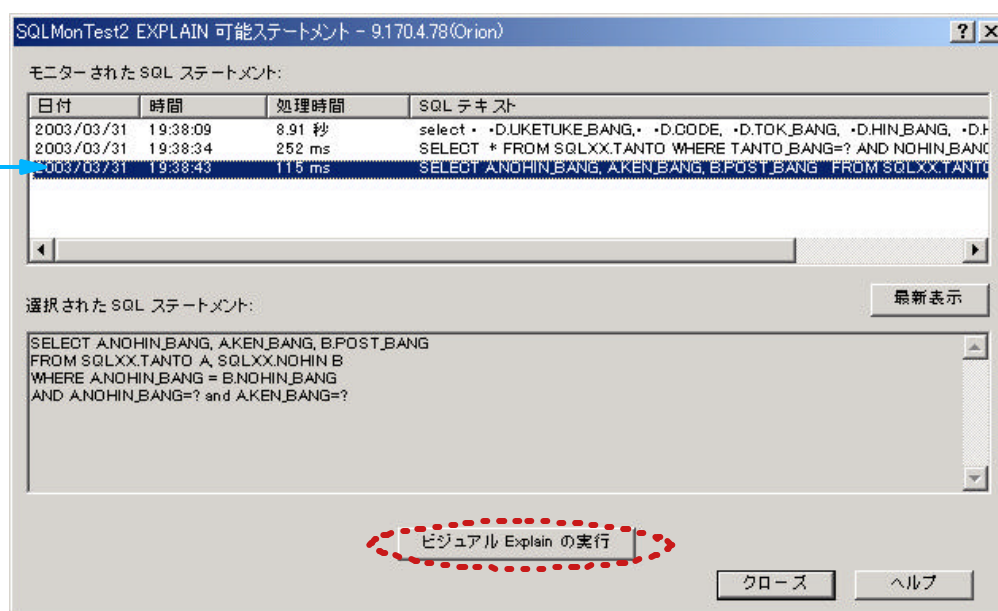 SQLMonTest2 EXPLAIN 可能ステートメント - 9.170.4.78(Orion)
モニターされた SQL ステートメント:
日付 時間 処理時間 SQL テキスト
2003/03/31 19:38:09 8.91 秒 select・ ・D.UKETUKE_BANG,・ ・D.CODE, ・D.TOK_BANG, ・D.HIN_BANG,
2003/03/31 19:38:34 252 ms SELECT * FROM SQLXX.TANTO WHERE TANTO_BANG=? AND NOHIN_BANG
2003/03/31 19:38:43 115 ms SELECT A.NOHIN_BANG, A.KEN_BANG, B.POST_BANG FROM SQLXX.TANTO
選択された SQL ステートメント:
最新表示
SELECT A.NOHIN_BANG, A.KEN_BANG, B.POST_BANG
FROM SQLXX.TANTO A, SQLXX.NOHIN B
WHERE A.NOHIN_BANG = B.NOHIN_BANG
AND A.NOHIN_BANG=? and A.KEN_BANG=?
ビジュアル Explain の実行
クローズ ヘルプ